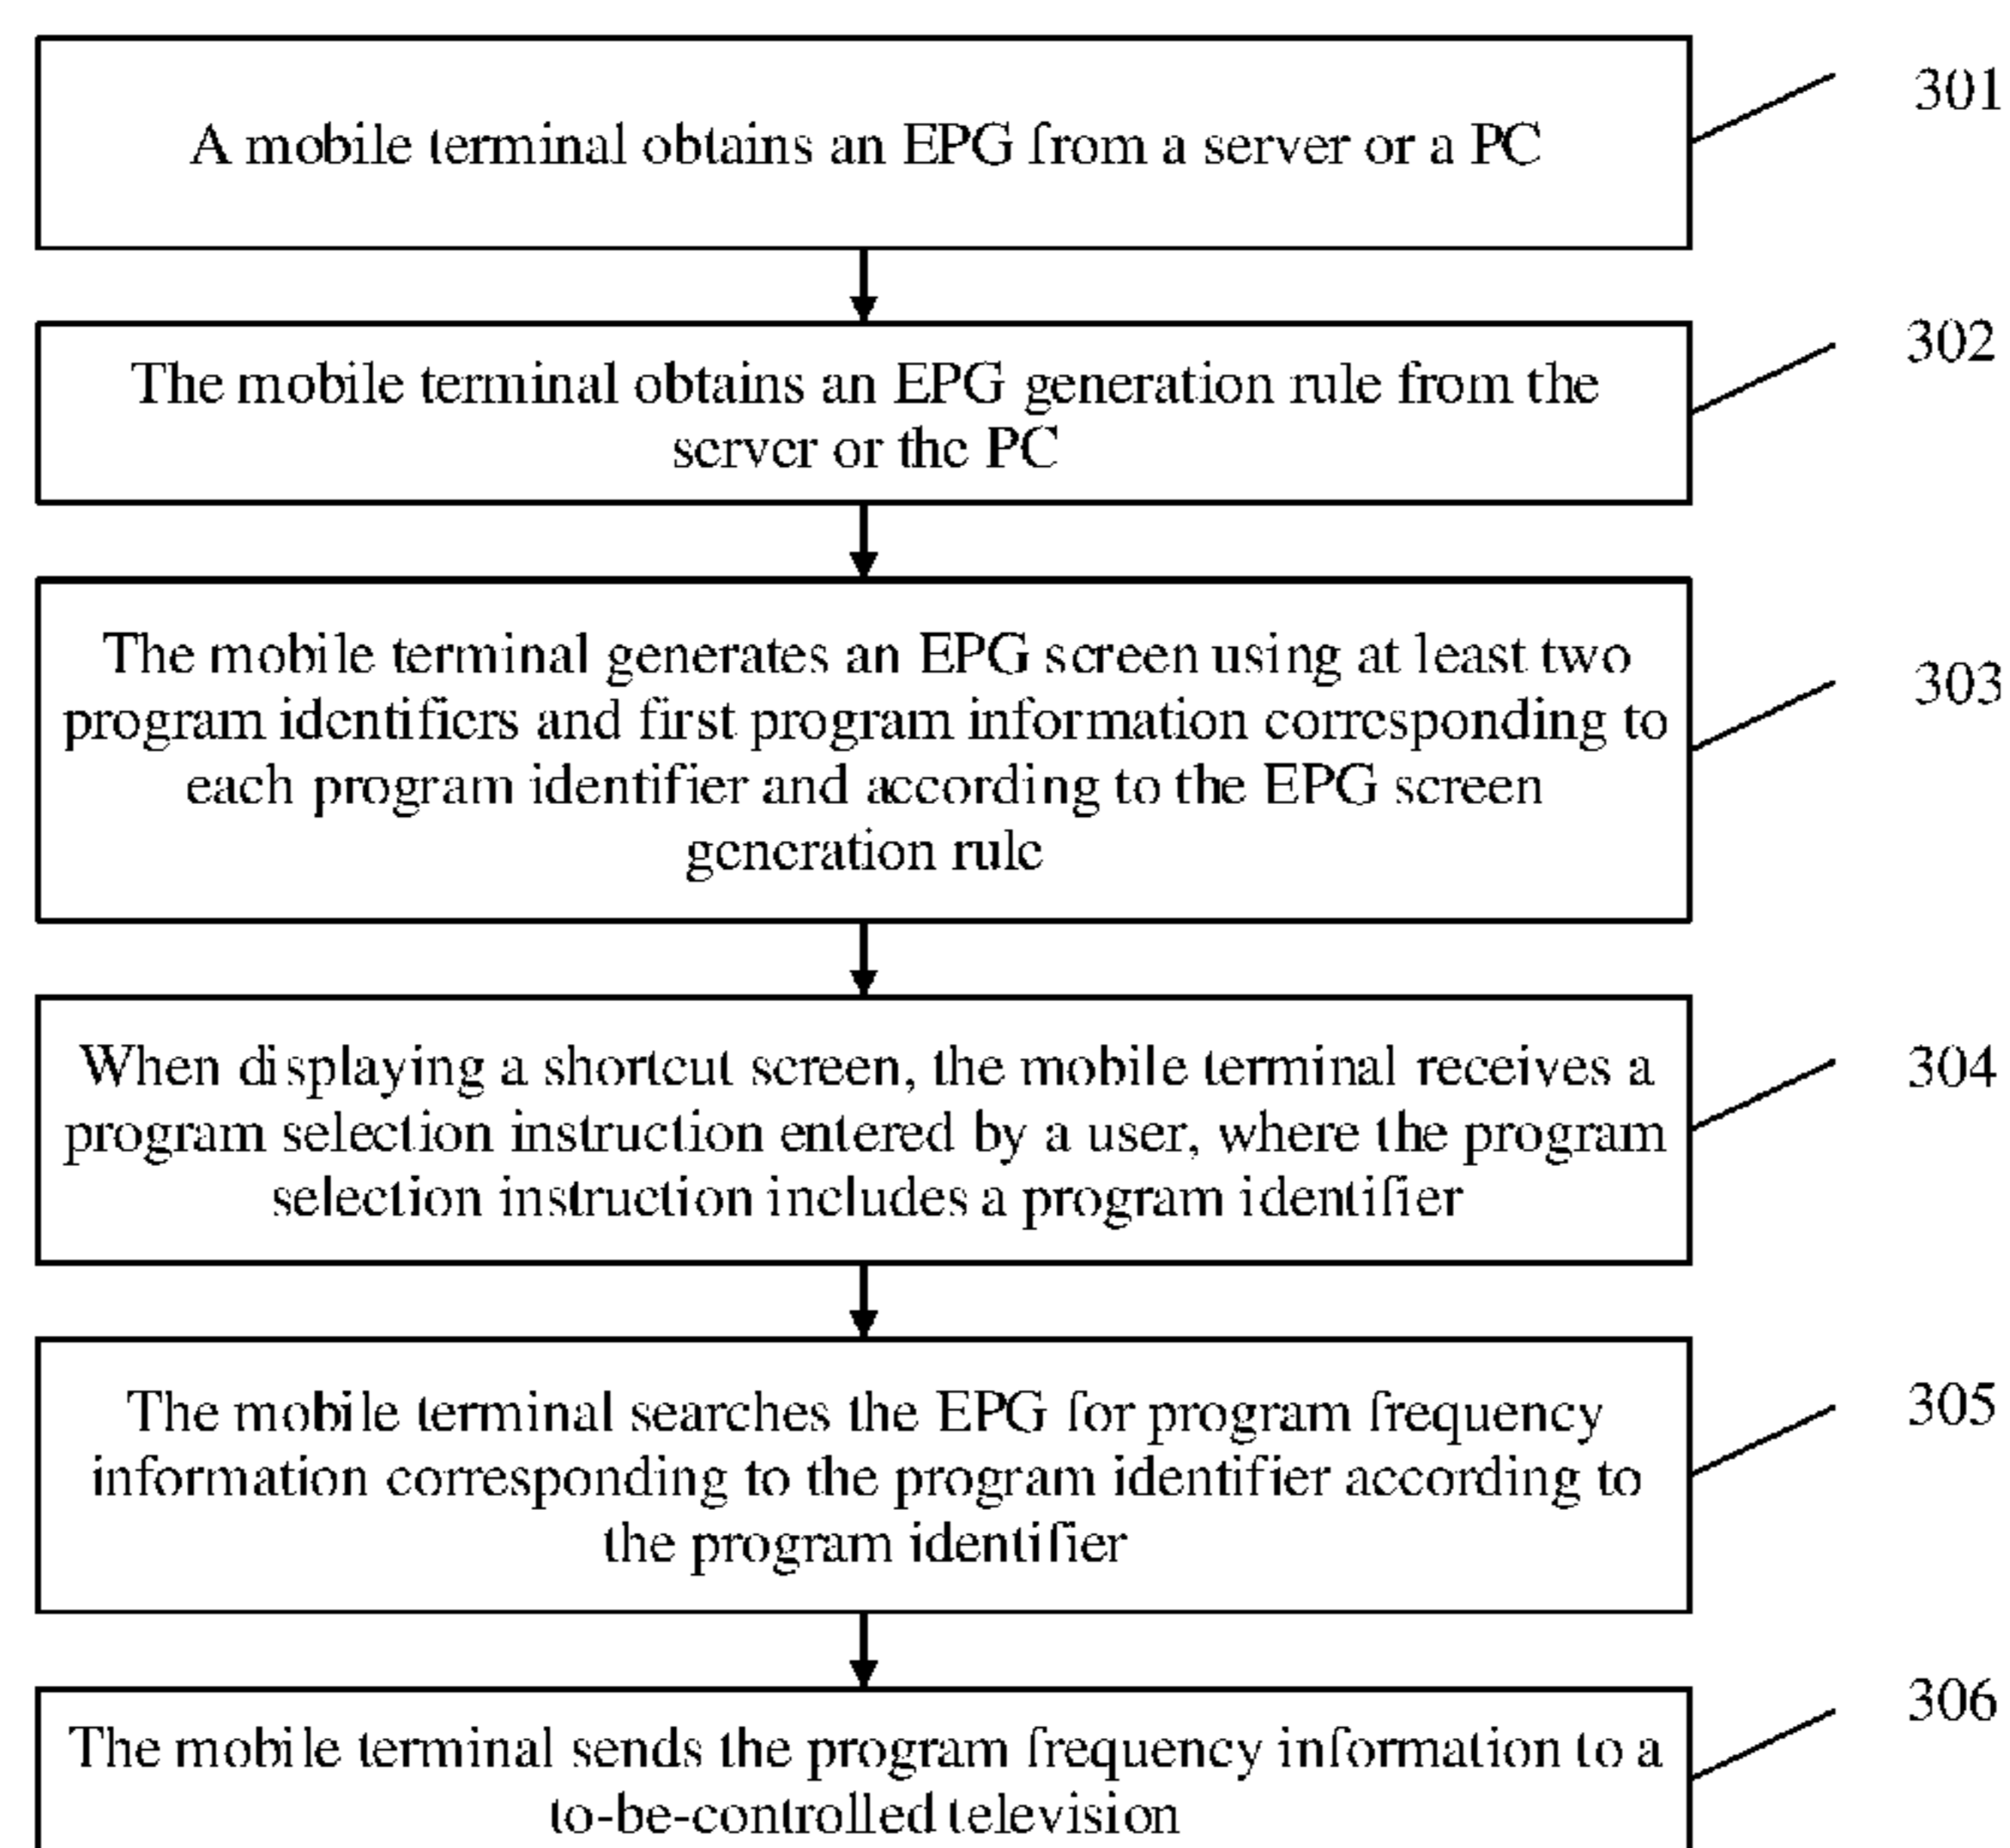 301
A mobile terminal obtains an EPG from a server or a PC
302
The mobile terminal obtains an EPG generation rule from the
server or the PC
303
The mobile terminal generates an EPG screen using at least two
program identifiers and first program information corresponding to
each program identifier and according to the EPG screen
generation rule
304
When displaying a shortcut screen, the mobile terminal receives a
program selection instruction entered by a user, where the program
selection instruction includes a program identifier
305
The mobile terminal searches the EPG for program frequency
information corresponding to the program identifier according to
the program identifier
306
The mobile terminal sends the program frequency information to a
to-be-controlled television